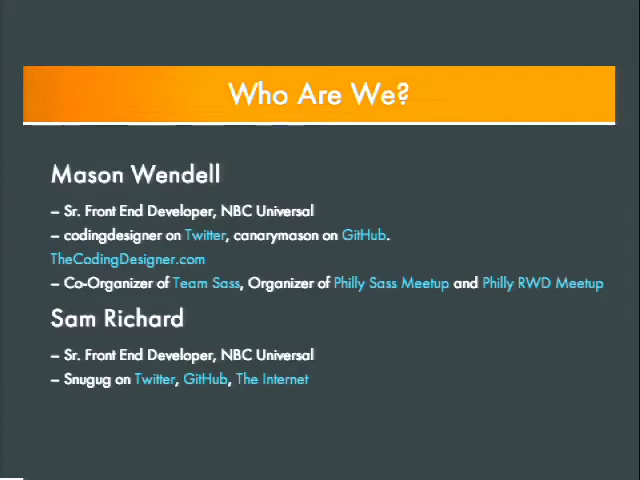 Who Are We?
Mason Wendell
– Sr. Front End Developer, NBC Universal
– codingdesigner on Twitter, canarymason on GitHub.
TheCodingDesigner.com
– Co-Organizer of Team Sass, Organizer of Philly Sass Meetup and Philly RWD Meetup
Sam Richard
– Sr. Front End Developer, NBC Universal
– Snugug on Twitter, GitHub, The Internet